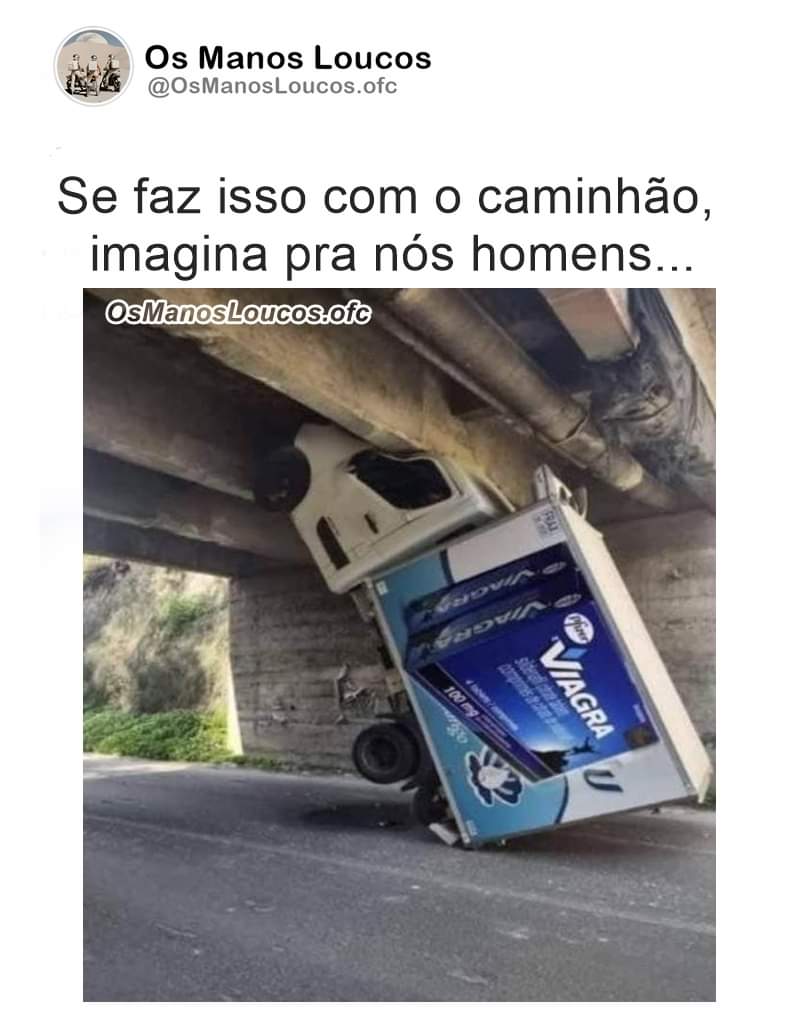 Os Manos Loucos
@OsManosLoucos.ofc
Se faz isso com o caminhão,
imagina pra nós homens...
OsManosLoucos.ofc
VIAGRA
VIAGRA
Pfizer
VIAGRA
100 mg